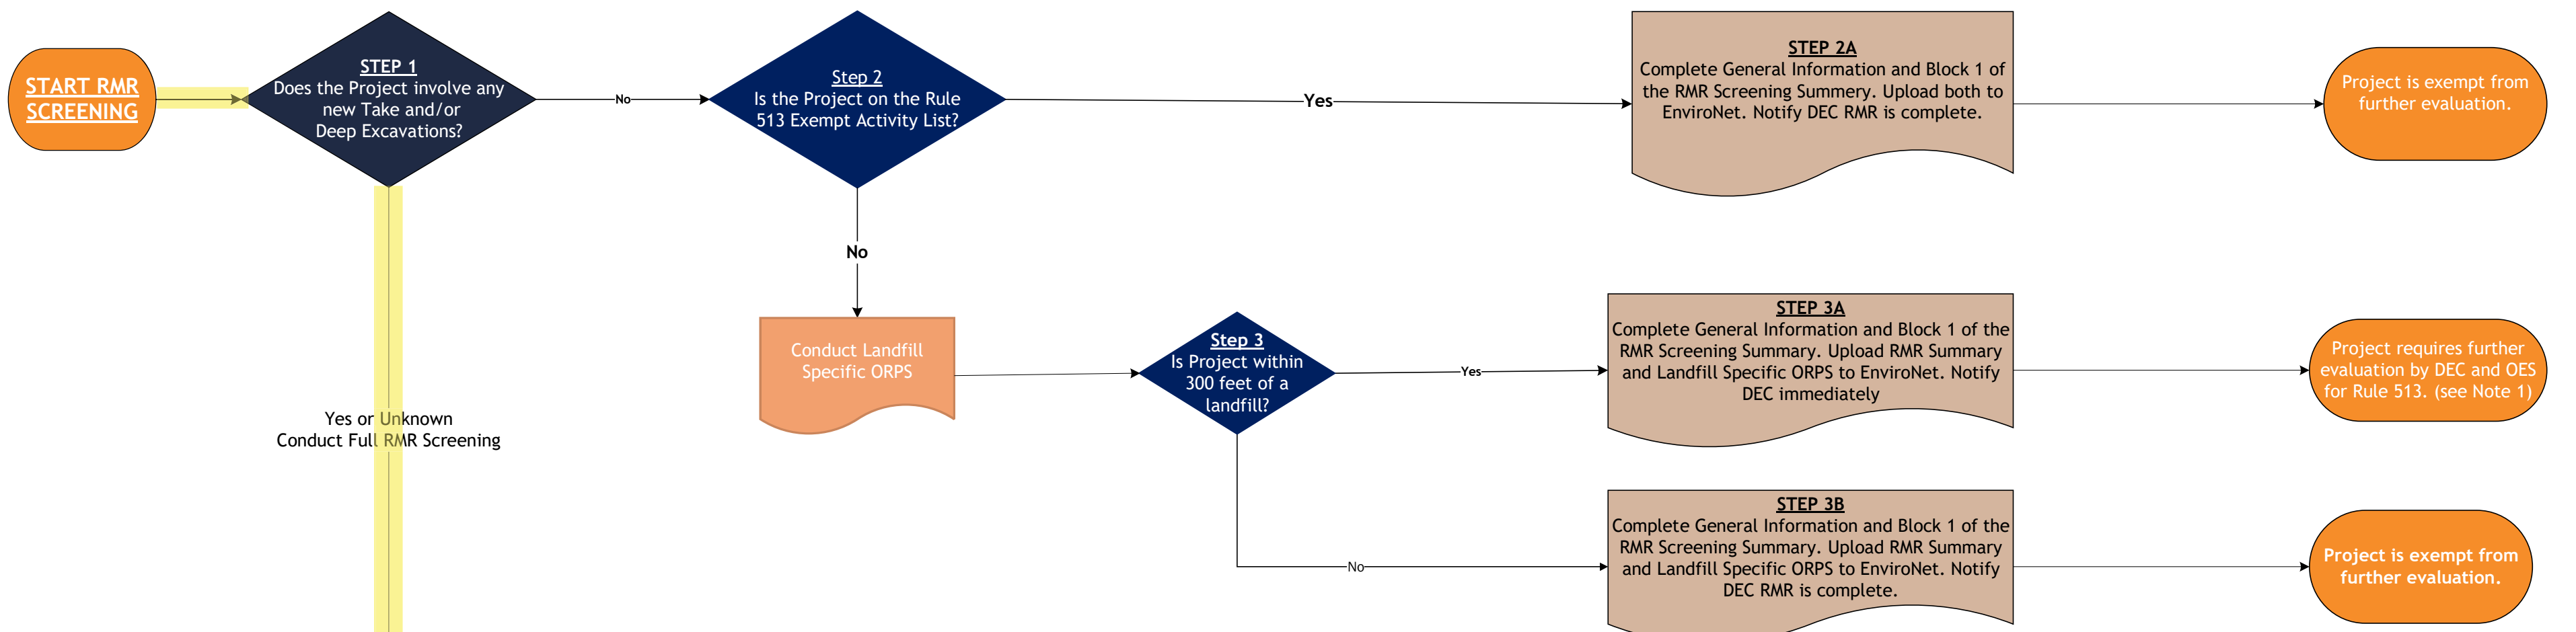 START RMR
SCREENING
STEP 1
Does the Project involve any
new Take and/or
Deep Excavations?
No
Step 2
Is the Project on the Rule
513 Exempt Activity List?
Yes
STEP 2A
Complete General Information and Block 1 of
the RMR Screening Summery. Upload both to
EnviroNet. Notify DEC RMR is complete.
Project is exempt from
further evaluation.
No
Conduct Landfill
Specific ORPS
Step 3
Is Project within
300 feet of a
landfill?
Yes
STEP 3A
Complete General Information and Block 1 of the
RMR Screening Summary. Upload RMR Summary
and Landfill Specific ORPS to EnviroNet. Notify
DEC immediately
Project requires further
evaluation by DEC and OES
for Rule 513. (see Note 1)
Yes or Unknown
Conduct Full RMR Screening
No
STEP 3B
Complete General Information and Block 1 of the
RMR Screening Summary. Upload RMR Summary
and Landfill Specific ORPS to EnviroNet. Notify
DEC RMR is complete.
Project is exempt from
further evaluation.